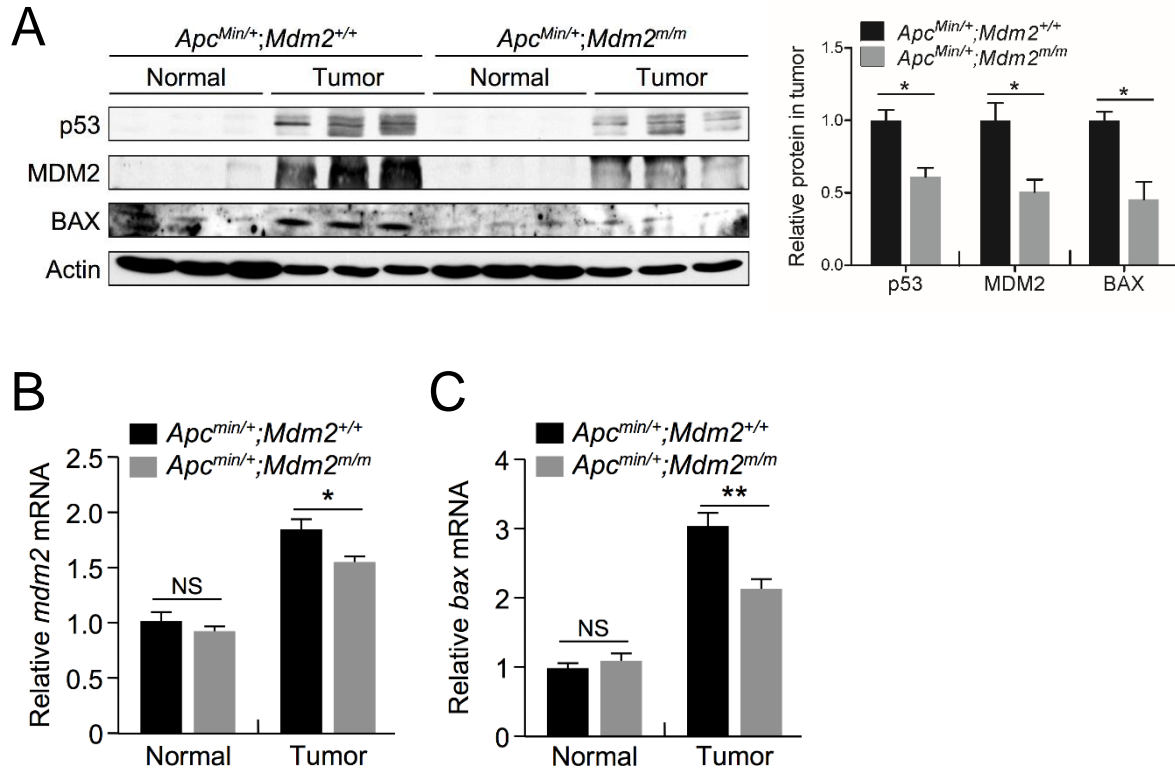 A
Apc^Min/+;Mdm2^+/+ Apc^Min/+;Mdm2^m/m
Normal Tumor Normal Tumor
p53
MDM2
BAX
Actin
Apc^Min/+;Mdm2^+/+
Apc^Min/+;Mdm2^m/m
Relative protein in tumor
1.5
1.0
0.5
0.0
* * *
p53 MDM2 BAX
B
Apc^min/+;Mdm2^+/+
Apc^min/+;Mdm2^m/m
Relative mdm2 mRNA
2.5
2.0
1.5
1.0
0.5
0
NS *
Normal Tumor
C
Apc^min/+;Mdm2^+/+
Apc^min/+;Mdm2^m/m
Relative bax mRNA
4
3
2
1
0
NS **
Normal Tumor